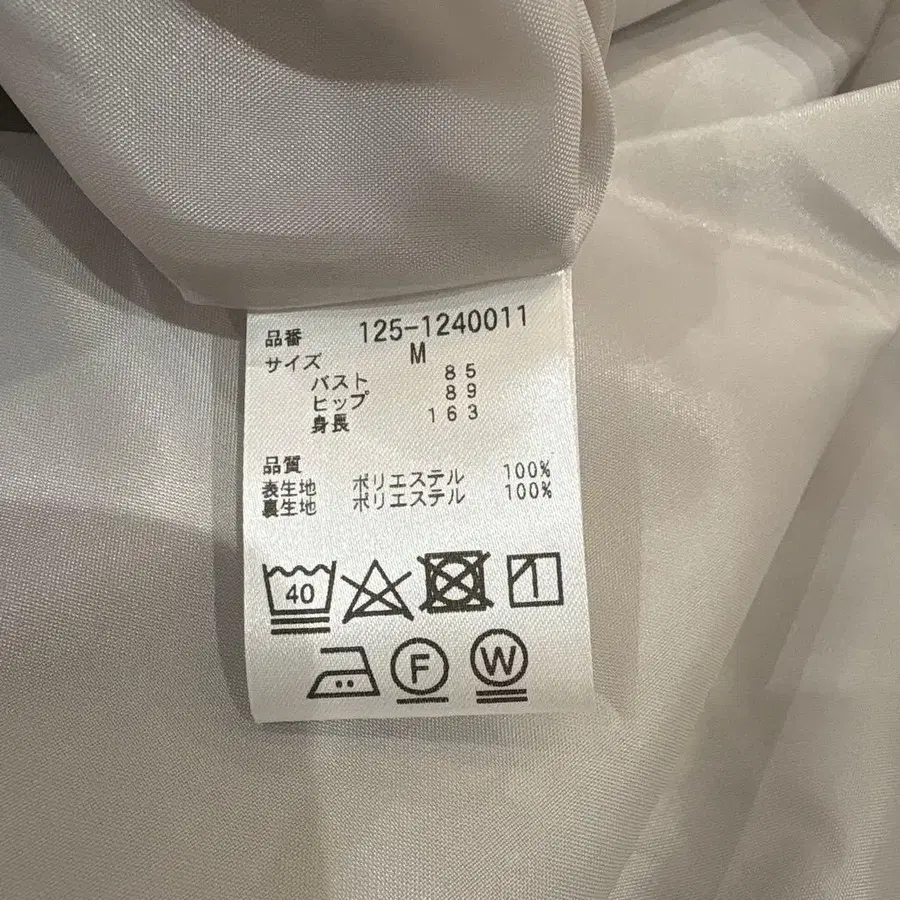 品番 125-1240011
サイズ M
バスト 85
ヒップ 89
身長 163
品質
表生地 ポリエステル 100%
裏生地 ポリエステル 100%
40
F W